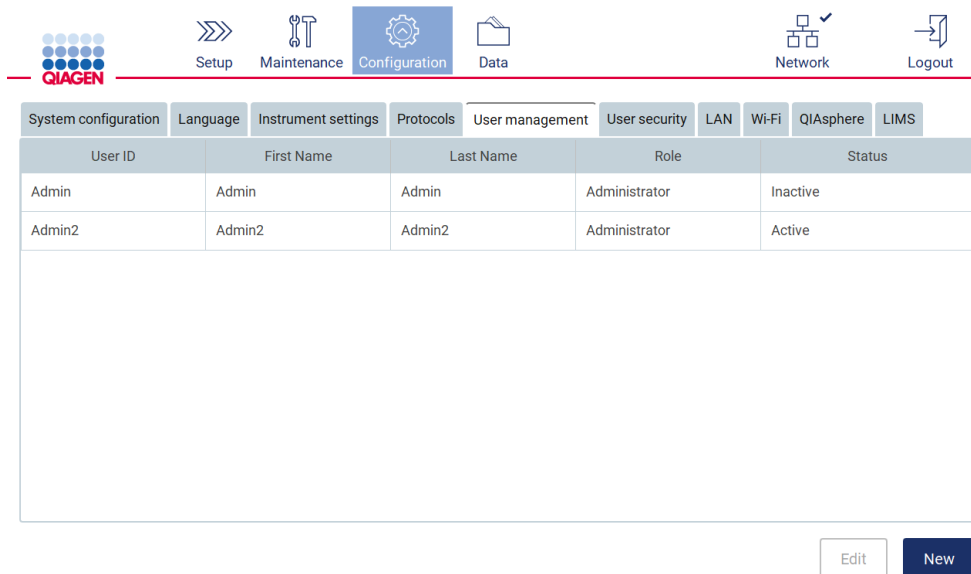 QIAGEN
Setup Maintenance Configuration Data Network Logout
System configuration Language Instrument settings Protocols User management User security LAN Wi-Fi QIAsphere LIMS
User ID First Name Last Name Role Status
Admin Admin Admin Administrator Inactive
Admin2 Admin2 Admin2 Administrator Active
Edit New